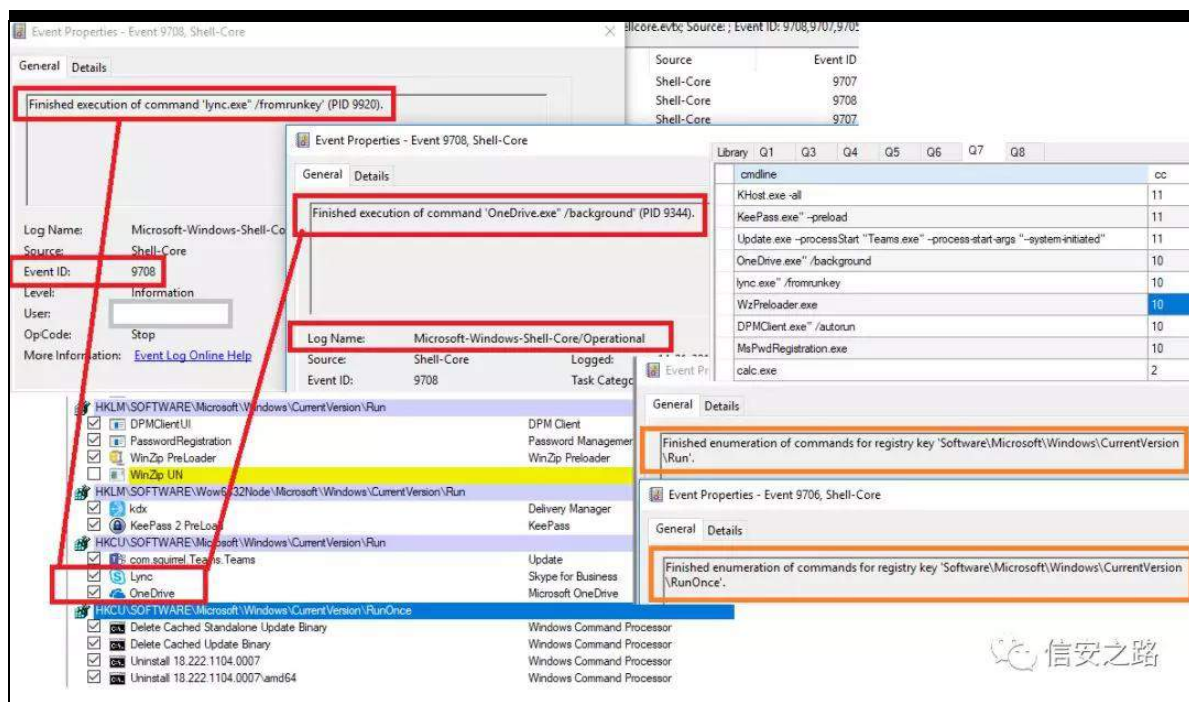 Event Properties - Event 9708, Shell-Core
General Details
Finished execution of command 'lync.exe" /fromrunkey' (PID 9920).
Log Name: Microsoft-Windows-Shell-Co
Source: Shell-Core
Event ID: 9708
Level: Information
User:
OpCode: Stop
More Information: Event Log Online Help
llcore.evtx; Source: ; Event ID: 9708,9707,9705
Source Event ID
Shell-Core 9707
Shell-Core 9708
Shell-Core 9707
Event Properties - Event 9708, Shell-Core
General Details
Finished execution of command 'OneDrive.exe" /background' (PID 9344).
Log Name: Microsoft-Windows-Shell-Core/Operational
Source: Shell-Core Logged:
Event ID: 9708 Task Catego
Library Q1 Q3 Q4 Q5 Q6 Q7 Q8
cmdline cc
KHost.exe -all 11
KeePass.exe" --preload 11
Update.exe --processStart "Teams.exe" --process-start-args "--system-initiated" 11
OneDrive.exe" /background 10
lync.exe" /fromrunkey 10
WzPreloader.exe 10
DPMClient.exe" /autorun 10
MsPwdRegistration.exe 10
calc.exe 2
Event Pr
General Details
Finished enumeration of commands for registry key 'Software\Microsoft\Windows\CurrentVersion
\Run'.
Event Properties - Event 9706, Shell-Core
General Details
Finished enumeration of commands for registry key 'Software\Microsoft\Windows\CurrentVersion
\RunOnce'.
HKLM\SOFTWARE\Microsoft\Windows\CurrentVersion\Run
DPMClientUI DPM Client
PasswordRegistration Password Managemer
WinZip PreLoader WinZip Preloader
WinZip UN
HKLM\SOFTWARE\Wow6432Node\Microsoft\Windows\CurrentVersion\Run
kdx Delivery Manager
KeePass 2 PreLoad KeePass
HKCU\SOFTWARE\Microsoft\Windows\CurrentVersion\Run
com.squirrel.Teams.Teams Update
Lync Skype for Business
OneDrive Microsoft OneDrive
HKCU\SOFTWARE\Microsoft\Windows\CurrentVersion\RunOnce
Delete Cached Standalone Update Binary Windows Command Processor
Delete Cached Update Binary Windows Command Processor
Uninstall 18.222.1104.0007 Windows Command Processor
Uninstall 18.222.1104.0007\amd64 Windows Command Processor
信安之路